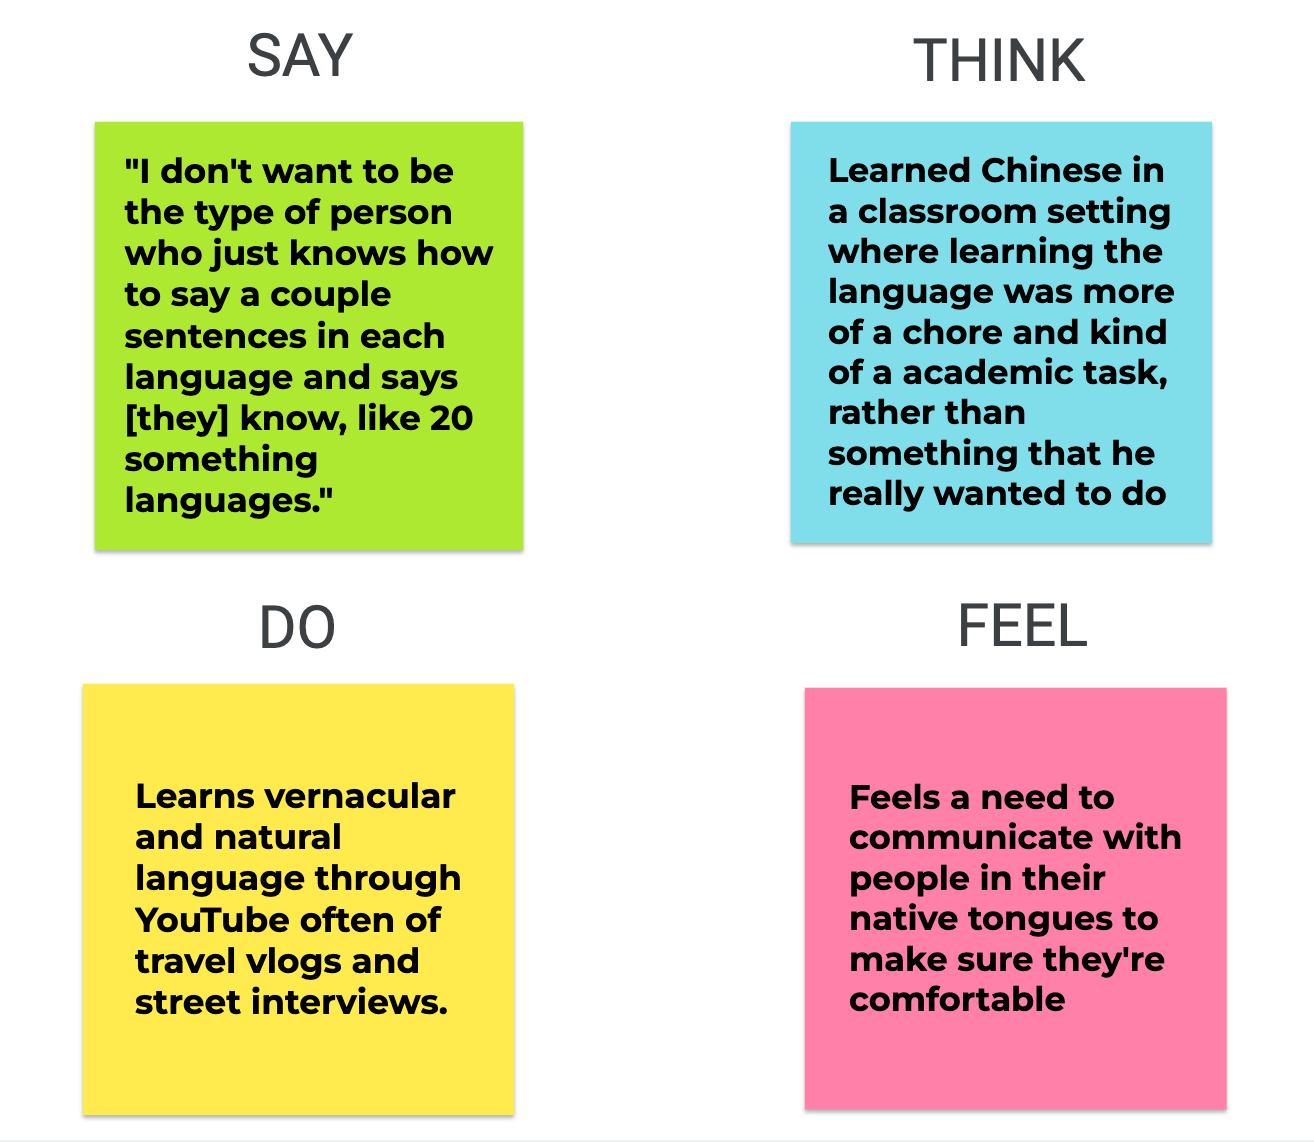 SAY
"I don't want to be
the type of person
who just knows how
to say a couple
sentences in each
language and says
[they] know, like 20
something
languages."
THINK
Learned Chinese in
a classroom setting
where learning the
language was more
of a chore and kind
of a academic task,
rather than
something that he
really wanted to do
DO
Learns vernacular
and natural
language through
YouTube often of
travel vlogs and
street interviews.
FEEL
Feels a need to
communicate with
people in their
native tongues to
make sure they're
comfortable